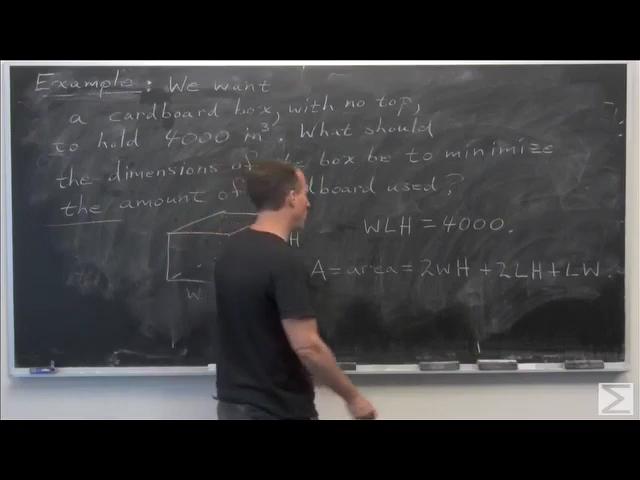 Example: We want
a cardboard box, with no top,
to hold 4000 in³. What should
the dimensions of box be to minimize
the amount of cardboard used?
WLH = 4000.
H
A = area = 2WH + 2LH + LW.
W
Σ